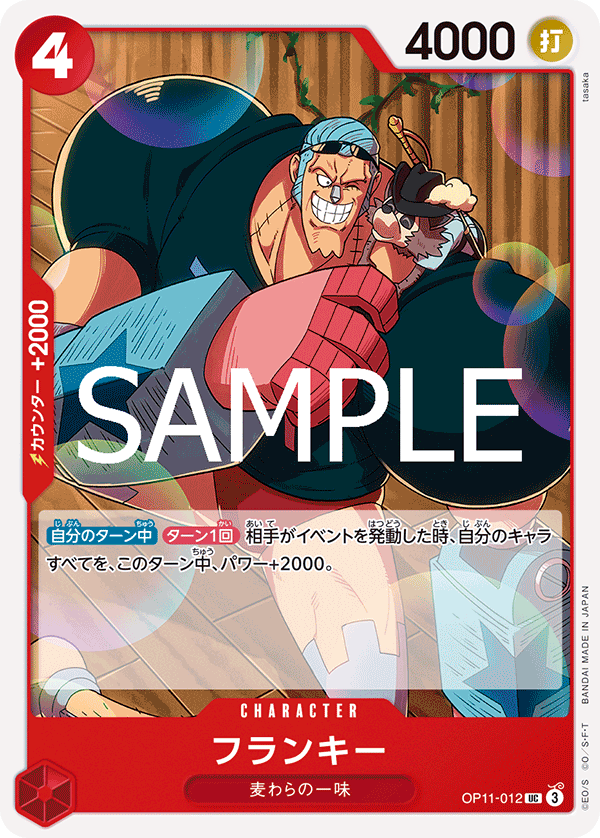 4
4000 打
tasaka
カウンター +2000
SAMPLE
自分のターン中 ターン1回 相手がイベントを発動した時、自分のキャラ
すべてを、このターン中、パワー+2000。
CHARACTER
フランキー
麦わらの一味
OP11-012 UC 3
©E.O/S ©O/S・F・T BANDAI MADE IN JAPAN